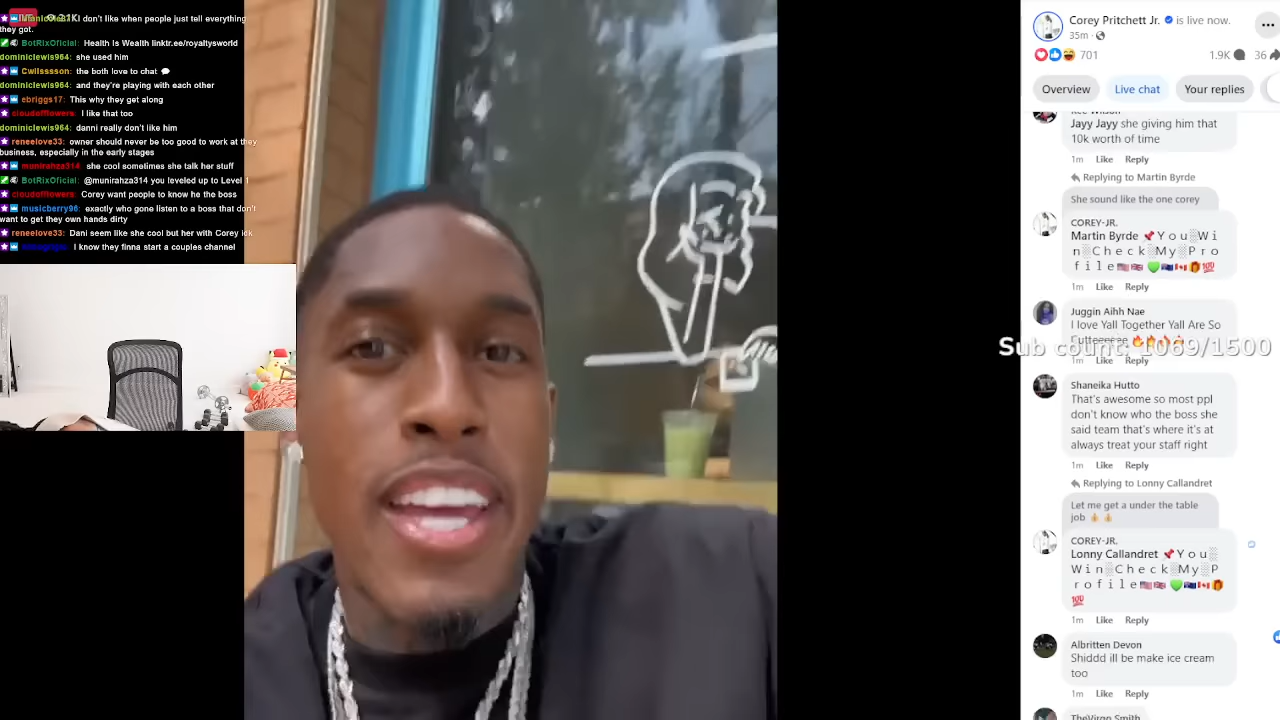 I don't like when people just tell everything
they got.
BotRixOficial: Health Is Wealth linktr.ee/royaltysworld
dominiclewis964: she used him
Cwilsssson: the both love to chat 💬
dominiclewis964: and they're playing with each other
ebriggs17: This why they get along
cloudofflowers: I like that too
dominiclewis964: danni really don't like him
reneelove33: owner should never be too good to work at they
business, especially in the early stages
munirahza314: she cool sometimes she talk her stuff
BotRixOficial: @munirahza314 you leveled up to Level 1
cloudofflowers: Corey want people to know he the boss
musicberry96: exactly who gone listen to a boss that don't
want to get they own hands dirty
reneelove33: Dani seem like she cool but her with Corey idk
I know they finna start a couples channel
Corey Pritchett Jr. is live now.
35m
701
1.9K
36
Overview
Live chat
Your replies
Jayy Jayy she giving him that
10k worth of time
1m Like Reply
Replying to Martin Byrde
She sound like the one corey
COREY-JR.
Martin Byrde 📌Y o u░W i
n░C h e c k░M y░P r o
f i l e🇺🇸🇬🇧💚🇦🇺🇨🇦🎁💯
1m Like Reply
Juggin Aihh Nae
I love Yall Together Yall Are So
Sub count: 1089/1500
1m Like Reply
Shaneika Hutto
That's awesome so most ppl
don't know who the boss she
said team that's where it's at
always treat your staff right
1m Like Reply
Replying to Lonny Callandret
Let me get a under the table
job
COREY-JR.
Lonny Callandret 📌Y o u░
W i n░C h e c k░M y░P
r o f i l e🇺🇸🇬🇧💚🇦🇺🇨🇦🎁
💯
1m Like Reply
Albritten Devon
Shiddd ill be make ice cream
too
1m Like Reply
TheVirgo Smith